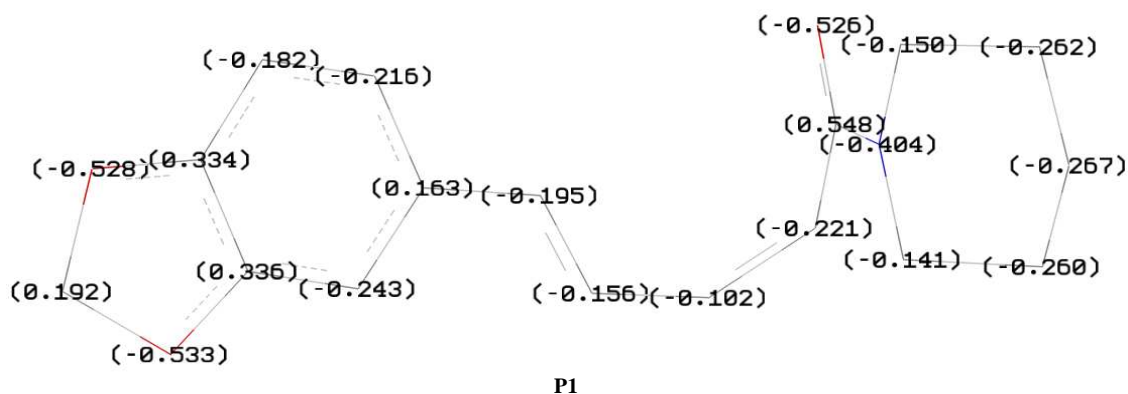 (-0.526)
(-0.182) (-0.150) (-0.262)
(-0.216)
(0.548)
(-0.528) (0.334) (-0.404) (-0.267)
(0.163) (-0.195)
(-0.221)
(0.192) (0.336) (-0.243) (-0.156) (-0.102) (-0.141) (-0.260)
(-0.533)
P1